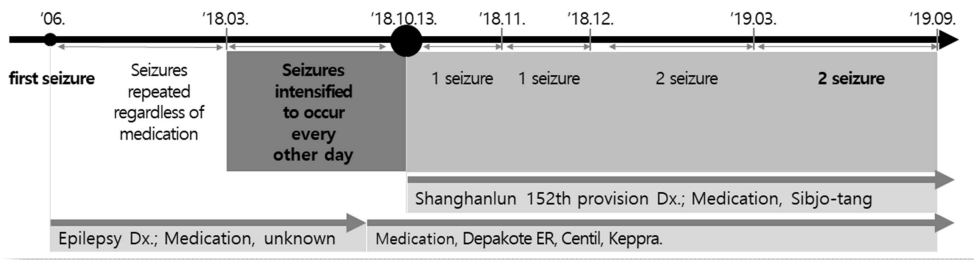 '06.
'18.03.
'18.10.13.
'18.11.
'18.12.
'19.03.
'19.09.
first seizure
Seizures
repeated
regardless of
medication
Seizures
intensified
to occur
every
other day
1 seizure
1 seizure
2 seizure
2 seizure
Shanghanlun 152th provision Dx.; Medication, Sibjo-tang
Epilepsy Dx.; Medication, unknown
Medication, Depakote ER, Centil, Keppra.